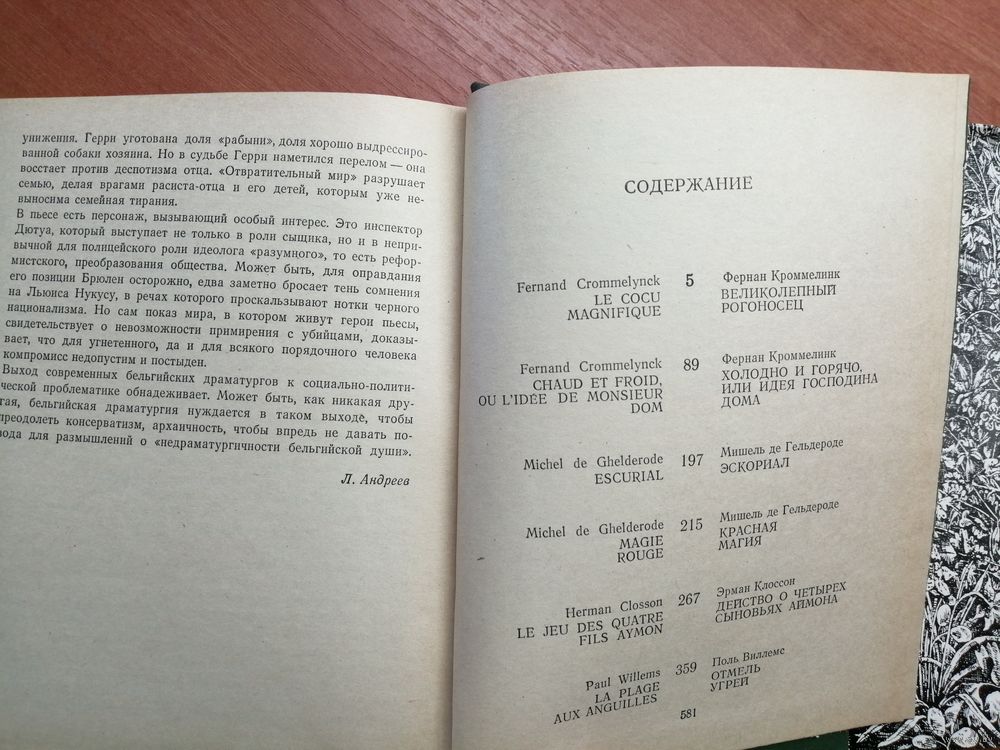 унижения. Герри уготована доля «рабыни», доля хорошо выдрессиро-
ванной собаки хозяина. Но в судьбе Герри наметился перелом — она
восстает против деспотизма отца. «Отвратительный мир» разрушает
семью, делая врагами расиста-отца и его детей, которым уже не-
выносима семейная тирания.
В пьесе есть персонаж, вызывающий особый интерес. Это инспектор
Дютуа, который выступает не только в роли сыщика, но и в непри-
вычной для полицейского роли идеолога «разумного», то есть рефор-
мистского, преобразования общества. Может быть, для оправдания
его позиции Брюлен осторожно, едва заметно бросает тень сомнения
на Льюиса Нукусу, в речах которого проскальзывают нотки черного
национализма. Но сам показ мира, в котором живут герои пьесы,
свидетельствует о невозможности примирения с убийцами, доказы-
вает, что для угнетенного, да и для всякого порядочного человека
компромисс недопустим и постыден.
Выход современных бельгийских драматургов к социально-полити-
ческой проблематике обнадеживает. Может быть, как никакая дру-
гая, бельгийская драматургия нуждается в таком выходе, чтобы
преодолеть консерватизм, архаичность, чтобы впредь не давать по-
вода для размышлений о «недраматургичности бельгийской души».
Л. Андреев
СОДЕРЖАНИЕ
Fernand Crommelynck 5 Фернан Кроммелинк
LE COCU ВЕЛИКОЛЕПНЫЙ
MAGNIFIQUE РОГОНОСЕЦ
Fernand Crommelynck 89 Фернан Кроммелинк
CHAUD ET FROID, ХОЛОДНО И ГОРЯЧО,
OU L'IDÉE DE MONSIEUR ИЛИ ИДЕЯ ГОСПОДИНА
DOM ДОМА
Michel de Ghelderode 197 Мишель де Гельдероде
ESCURIAL ЭСКОРИАЛ
Michel de Ghelderode 215 Мишель де Гельдероде
MAGIE КРАСНАЯ
ROUGE МАГИЯ
Herman Closson 267 Эрман Клоссон
LE JEU DES QUATRE ДЕЙСТВО О ЧЕТЫРЕХ
FILS AYMON СЫНОВЬЯХ АЙМОНА
Paul Willems 359 Поль Виллемс
LA PLAGE ОТМЕЛЬ
AUX ANGUILLES УГРЕЙ
581